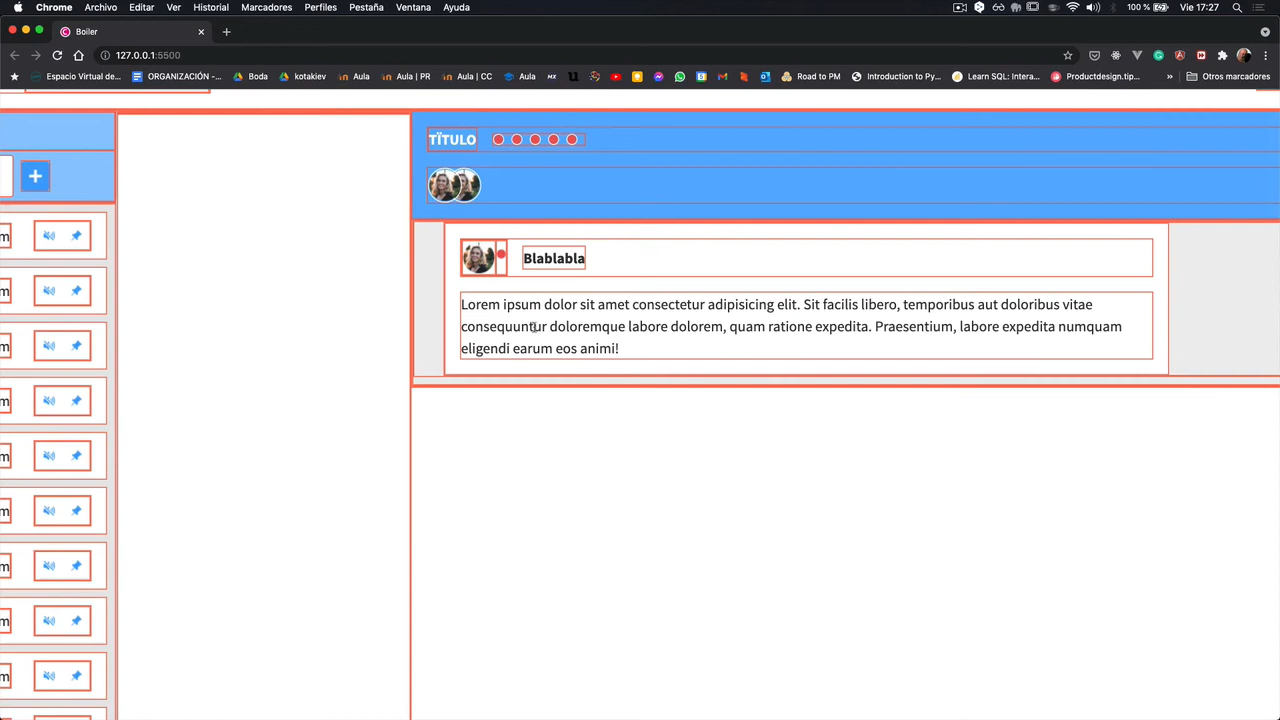 Chrome Archivo Editar Ver Historial Marcadores Perfiles Pestaña Ventana Ayuda 100 % Vie 17:27
Boiler
127.0.0.1:5500
Espacio Virtual de... ORGANIZACIÓN -... Boda kotakiev Aula Aula | PR Aula | CC Aula Road to PM Introduction to Py... Learn SQL: Intera... Productdesign.tip... » Otros marcadores
TÍTULO
Blablabla
Lorem ipsum dolor sit amet consectetur adipisicing elit. Sit facilis libero, temporibus aut doloribus vitae
consequuntur doloremque labore dolorem, quam ratione expedita. Praesentium, labore expedita numquam
eligendi earum eos animi!
m
m
m
m
m
m
m
m
m